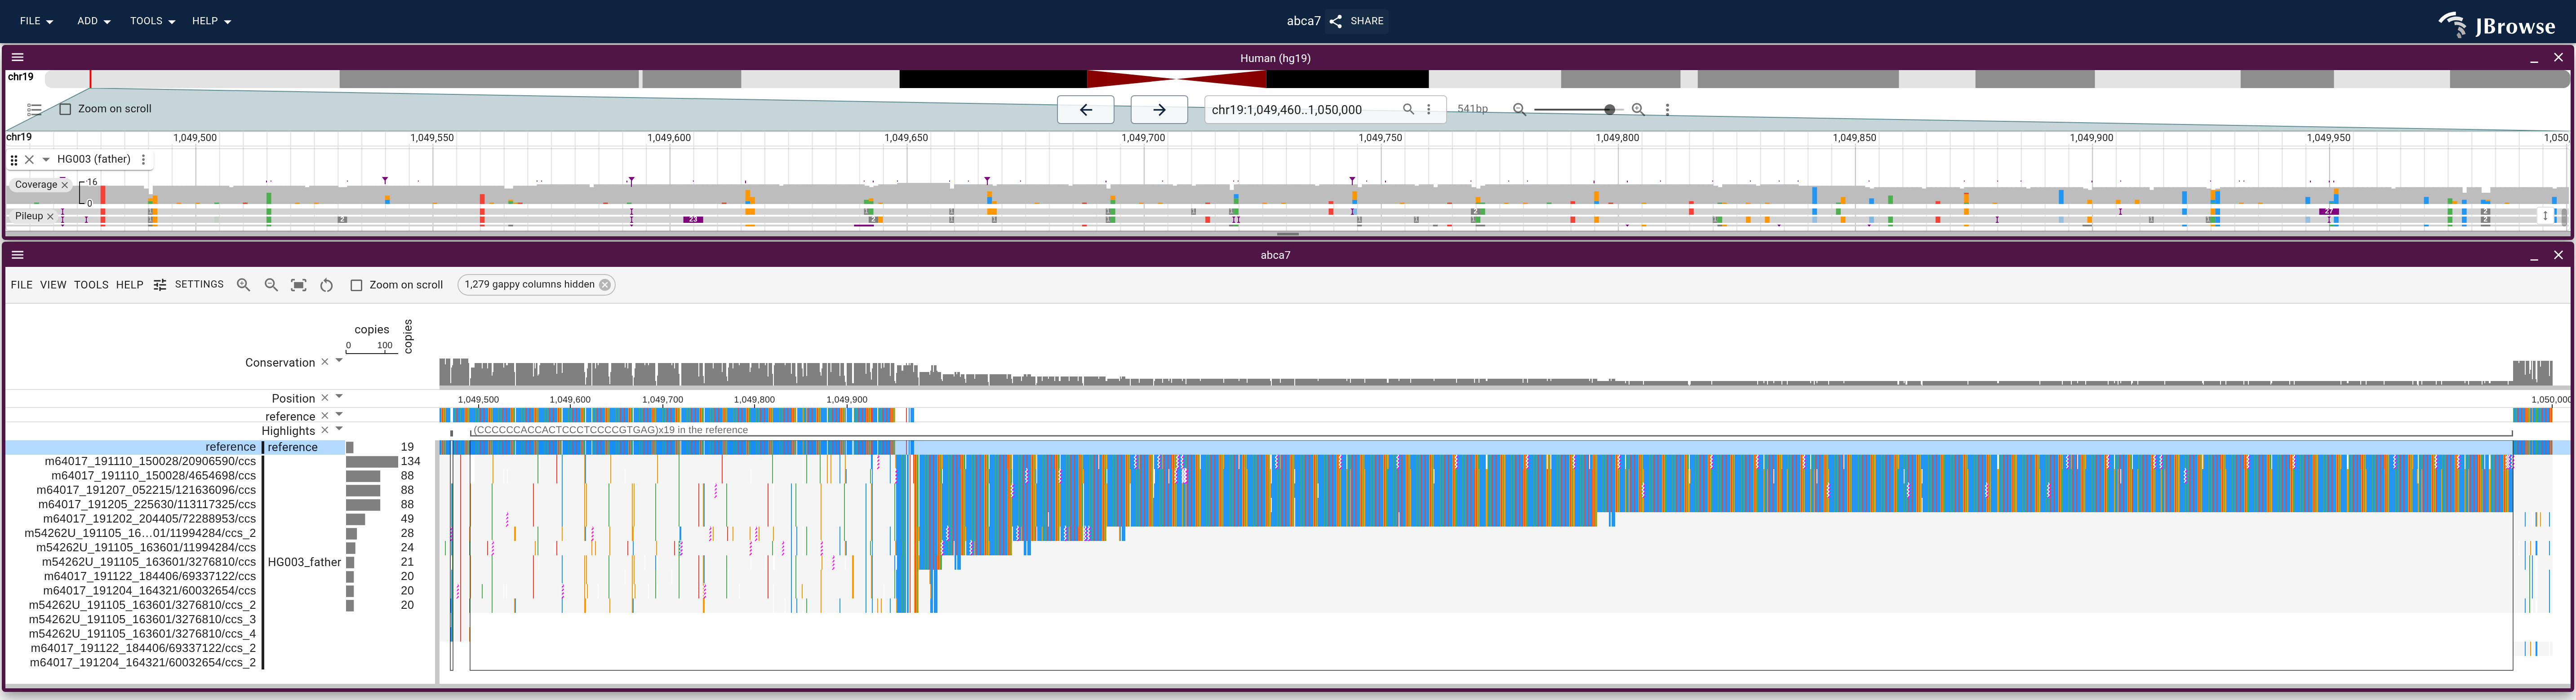 FILE ADD TOOLS HELP abca7 SHARE JBrowse
Human (hg19)
chr19
Zoom on scroll chr19:1,049,460..1,050,000 541bp
chr19 1,049,500 1,049,550 1,049,600 1,049,650 1,049,700 1,049,750 1,049,800 1,049,850 1,049,900 1,049,950 1,050,
HG003 (father)
Coverage 16
0
Pileup 23 27
abca7
FILE VIEW TOOLS HELP SETTINGS Zoom on scroll 1,279 gappy columns hidden
copies copies
0 100
Conservation
Position 1,049,500 1,049,600 1,049,700 1,049,800 1,049,900 1,050,000
reference
Highlights (CCCCCCACCACTCCCTCCCCGTGAG)x19 in the reference
reference reference 19
m64017_191110_150028/20906590/ccs 134
m64017_191110_150028/4654698/ccs 88
m64017_191207_052215/121636096/ccs 88
m64017_191205_225630/113117325/ccs 88
m64017_191202_204405/72288953/ccs 49
m54262U_191105_16...01/11994284/ccs_2 28
m54262U_191105_163601/11994284/ccs 24
m54262U_191105_163601/3276810/ccs HG003_father 21
m64017_191122_184406/69337122/ccs 20
m64017_191204_164321/60032654/ccs 20
m54262U_191105_163601/3276810/ccs_2 20
m54262U_191105_163601/3276810/ccs_3
m54262U_191105_163601/3276810/ccs_4
m64017_191122_184406/69337122/ccs_2
m64017_191204_164321/60032654/ccs_2